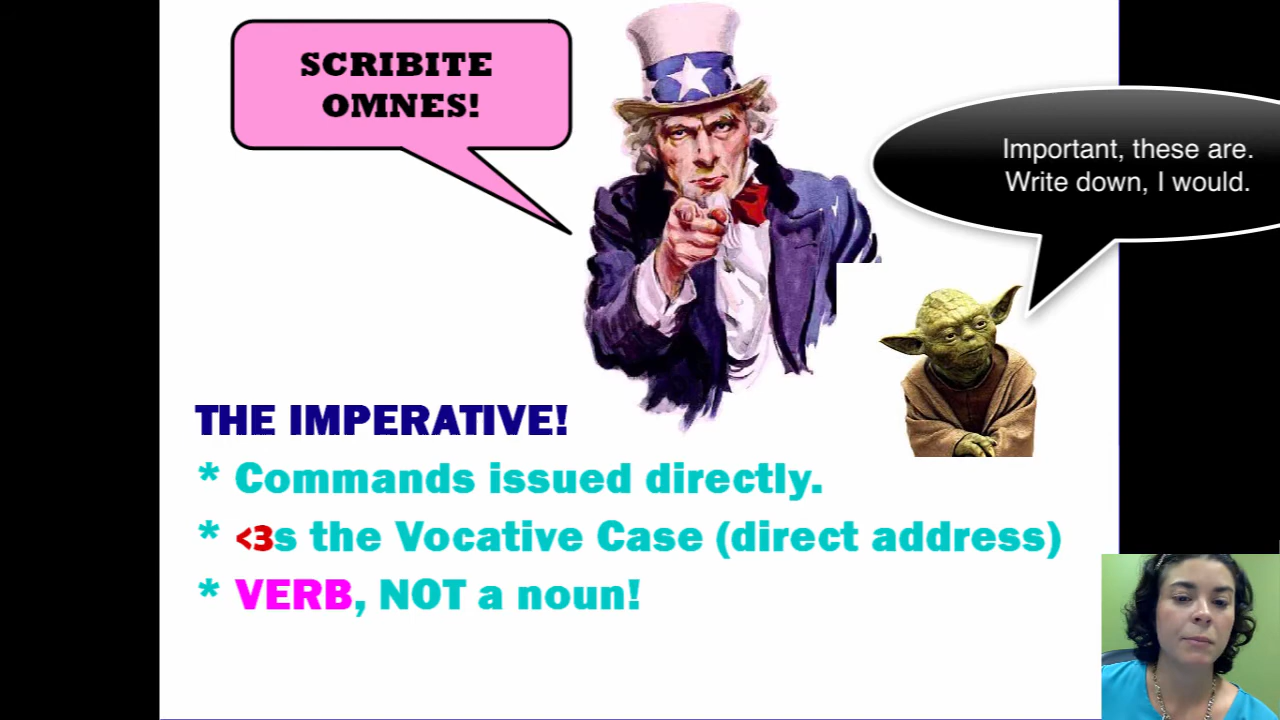 SCRIBITE
OMNES!
Important, these are.
Write down, I would.
THE IMPERATIVE!
* Commands issued directly.
* <3s the Vocative Case (direct address)
* VERB, NOT a noun!